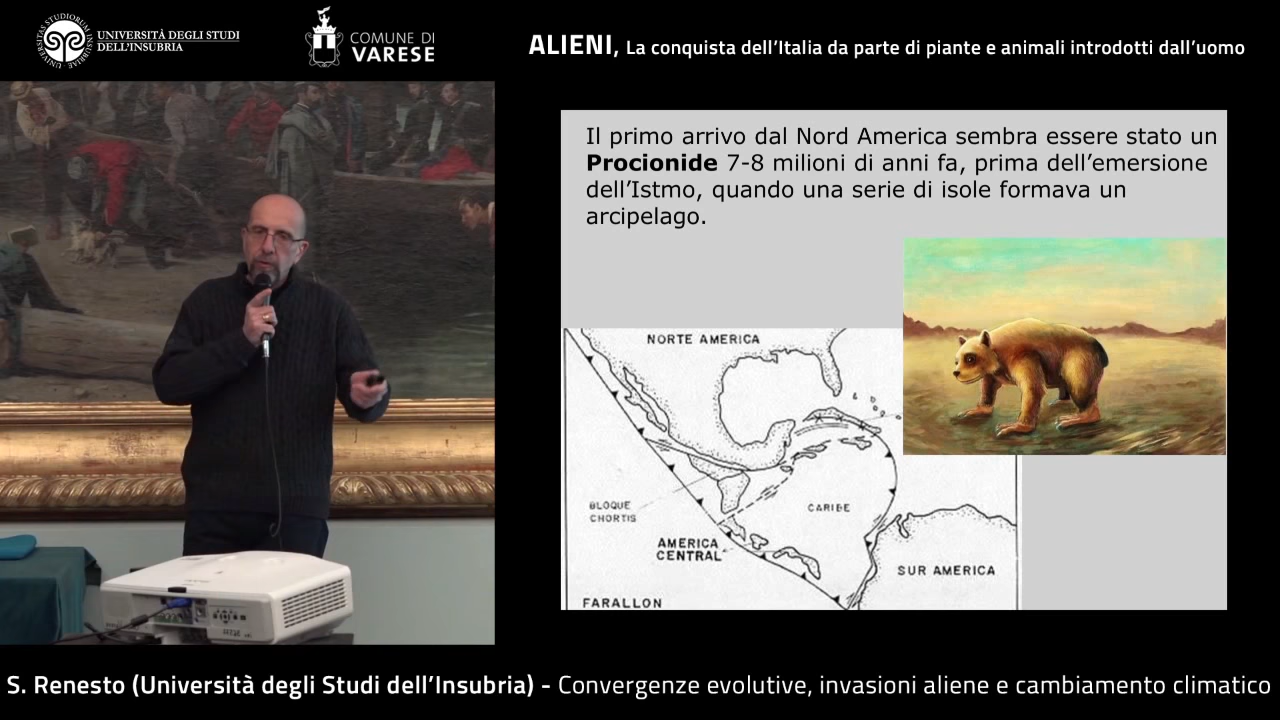 UNIVERSITÀ DEGLI STUDI
DELL'INSUBRIA
COMUNE DI
VARESE
ALIENI, La conquista dell'Italia da parte di piante e animali introdotti dall'uomo
Il primo arrivo dal Nord America sembra essere stato un
Procionide 7-8 milioni di anni fa, prima dell'emersione
dell'Istmo, quando una serie di isole formava un
arcipelago.
NORTE AMERICA
BLOQUE
CHORTIS
CARIBE
AMERICA
CENTRAL
SUR AMERICA
FARALLON
S. Renesto (Università degli Studi dell'Insubria) - Convergenze evolutive, invasioni aliene e cambiamento climatico